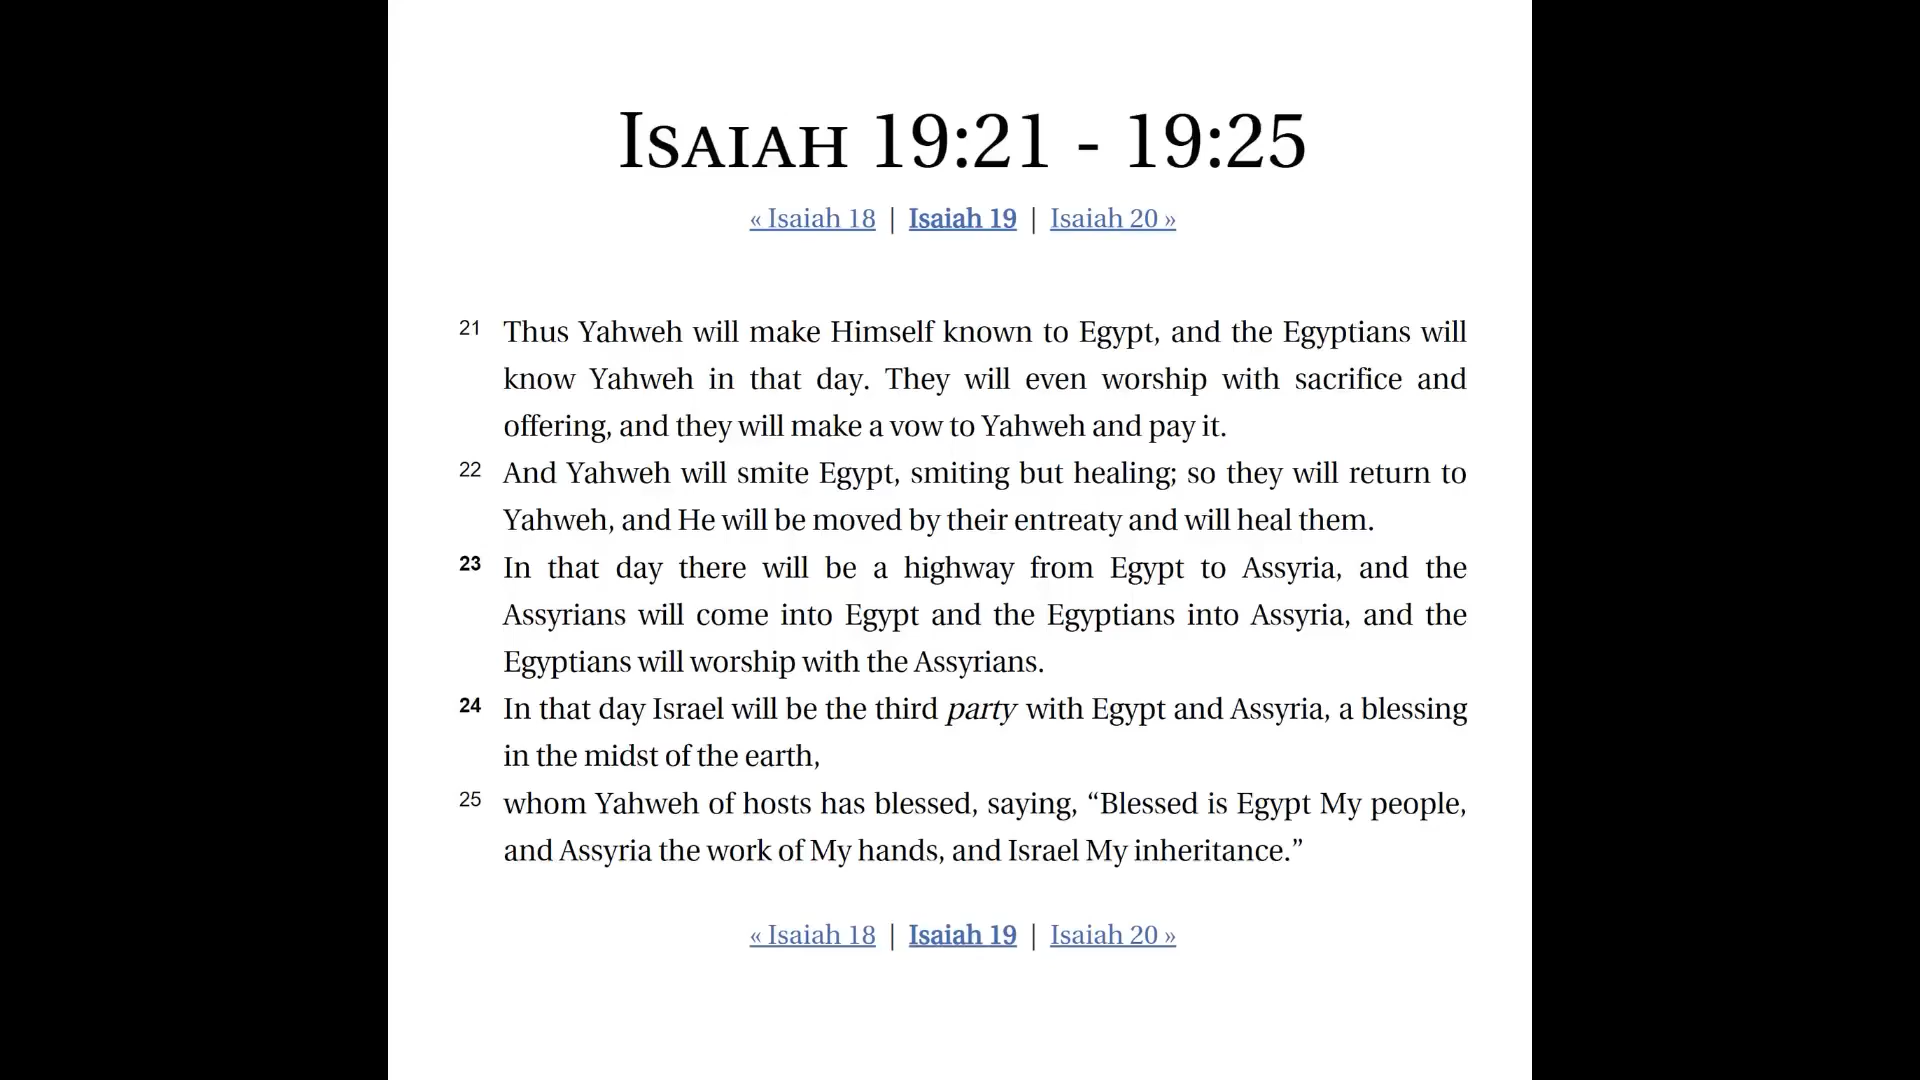 Isaiah 19:21 - 19:25
« Isaiah 18 | Isaiah 19 | Isaiah 20 »
21 Thus Yahweh will make Himself known to Egypt, and the Egyptians will
know Yahweh in that day. They will even worship with sacrifice and
offering, and they will make a vow to Yahweh and pay it.
22 And Yahweh will smite Egypt, smiting but healing; so they will return to
Yahweh, and He will be moved by their entreaty and will heal them.
23 In that day there will be a highway from Egypt to Assyria, and the
Assyrians will come into Egypt and the Egyptians into Assyria, and the
Egyptians will worship with the Assyrians.
24 In that day Israel will be the third party with Egypt and Assyria, a blessing
in the midst of the earth,
25 whom Yahweh of hosts has blessed, saying, “Blessed is Egypt My people,
and Assyria the work of My hands, and Israel My inheritance.”
« Isaiah 18 | Isaiah 19 | Isaiah 20 »